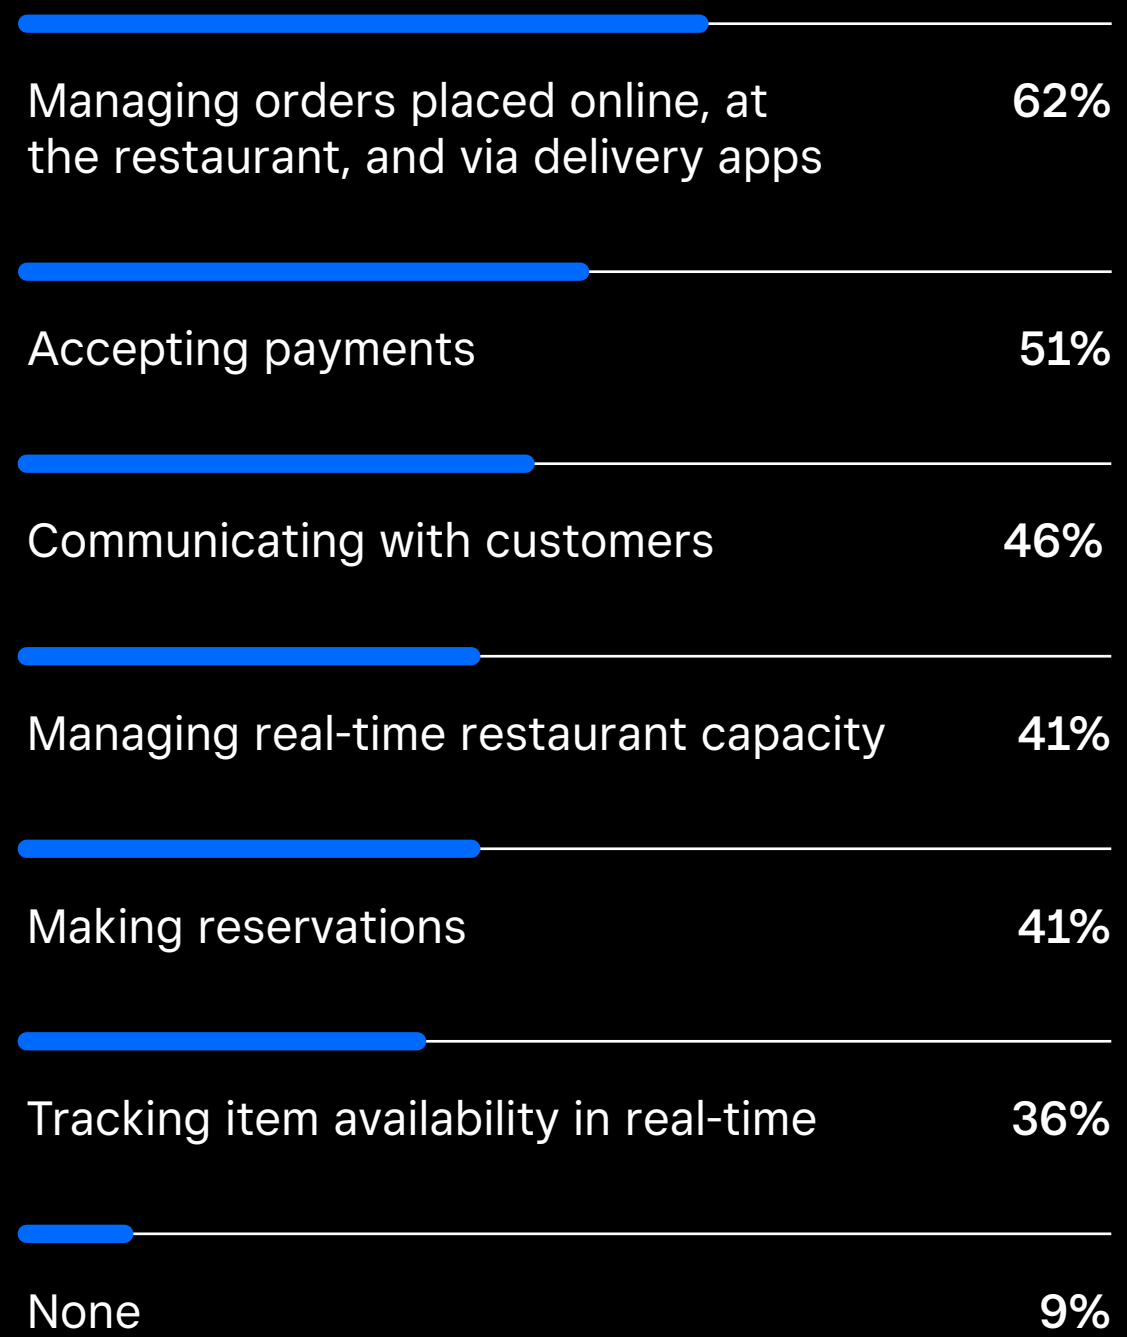 Managing orders placed online, at 62%
the restaurant, and via delivery apps
Accepting payments 51%
Communicating with customers 46%
Managing real-time restaurant capacity 41%
Making reservations 41%
Tracking item availability in real-time 36%
None 9%